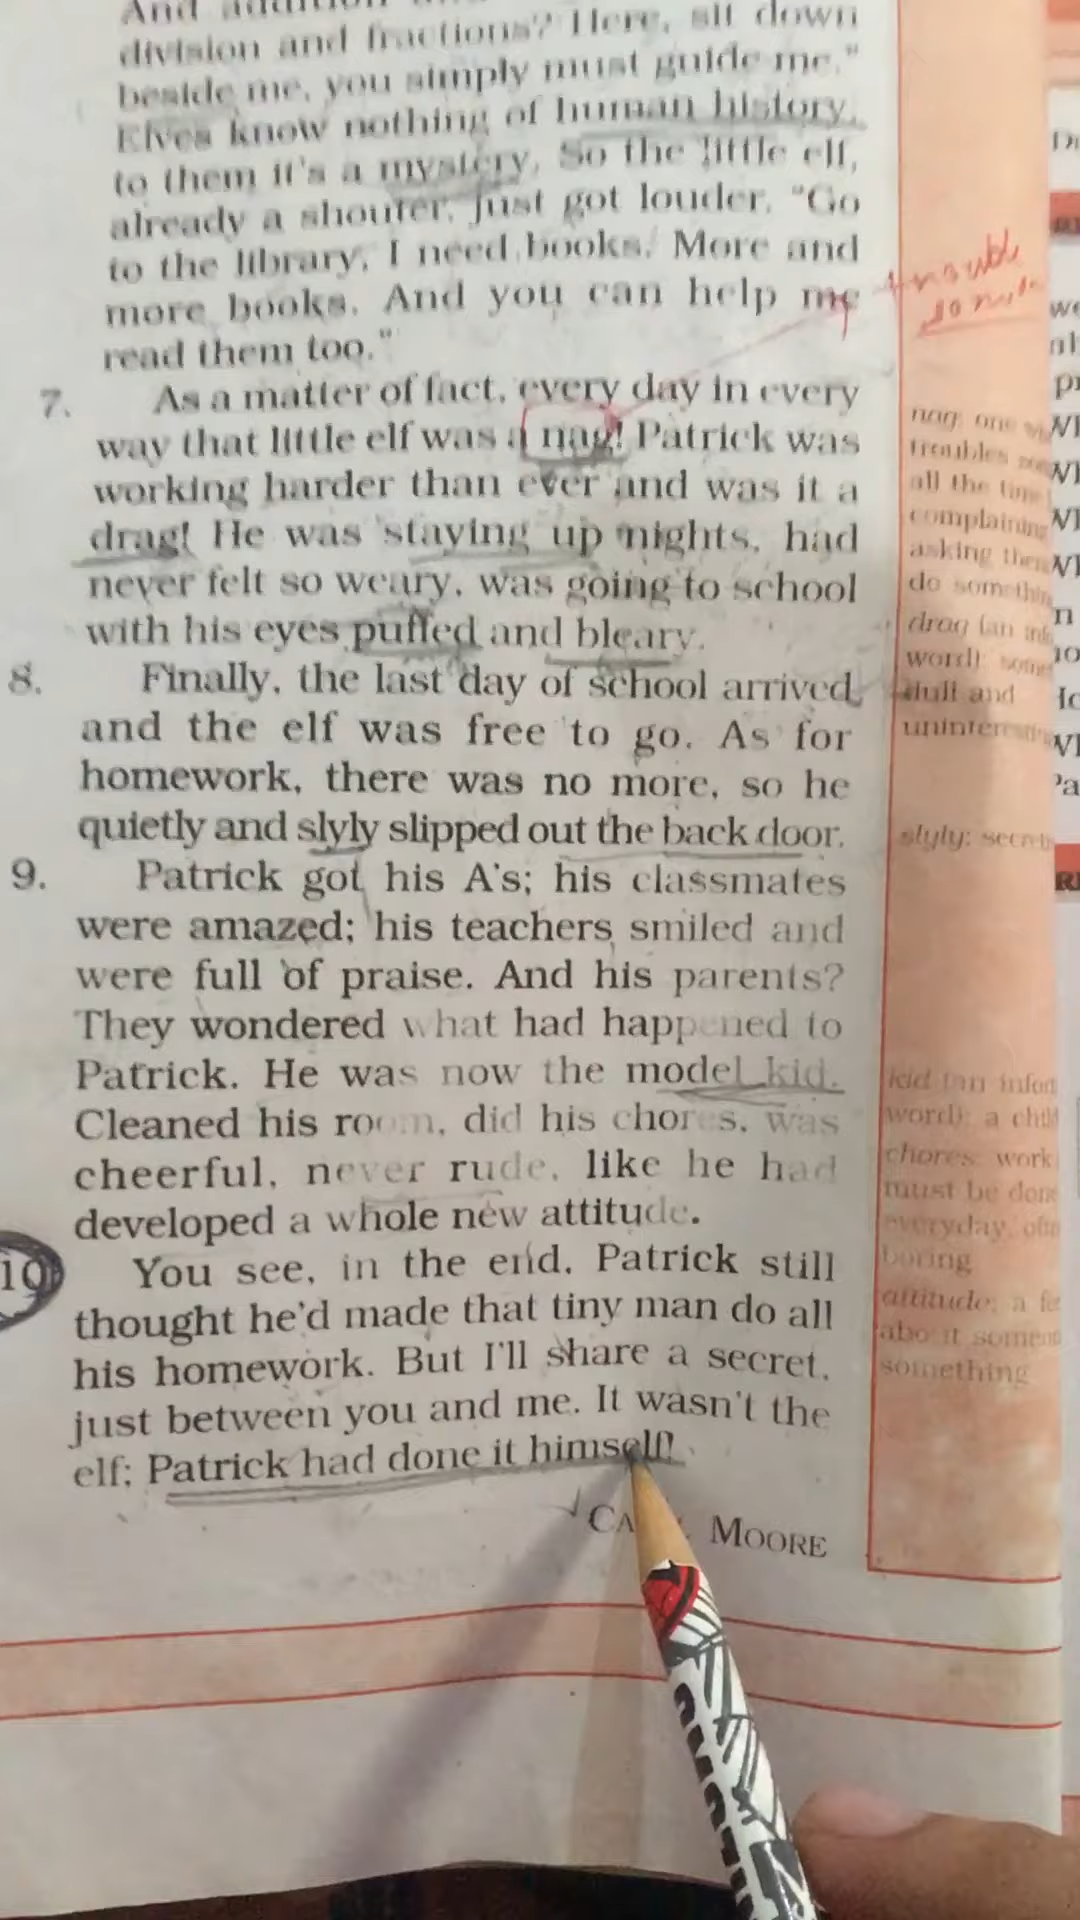 And addition
division and fractions? Here, sit down
beside me, you simply must guide me."
Elves know nothing of human history,
to them it's a mystery. So the little elf,
already a shouter, just got louder. "Go
to the library, I need books. More and
more books. And you can help me
read them too."
7. As a matter of fact, every day in every
way that little elf was a nag! Patrick was
working harder than ever and was it a
drag! He was staying up nights, had
never felt so weary, was going to school
with his eyes puffed and bleary.
8. Finally, the last day of school arrived
and the elf was free to go. As for
homework, there was no more, so he
quietly and slyly slipped out the back door.
9. Patrick got his A's; his classmates
were amazed; his teachers smiled and
were full of praise. And his parents?
They wondered what had happened to
Patrick. He was now the model kid.
Cleaned his room, did his chores, was
cheerful, never rude, like he had
developed a whole new attitude.
10 You see, in the end, Patrick still
thought he'd made that tiny man do all
his homework. But I'll share a secret,
just between you and me. It wasn't the
elf; Patrick had done it himself!
MOORE
nag: one
troubles
all the time
complaining
asking
do
drag (an
word):
dull and
slyly:
kid (an
word): a
chores: work
must be done
everyday,
boring
attitude: a
about
something